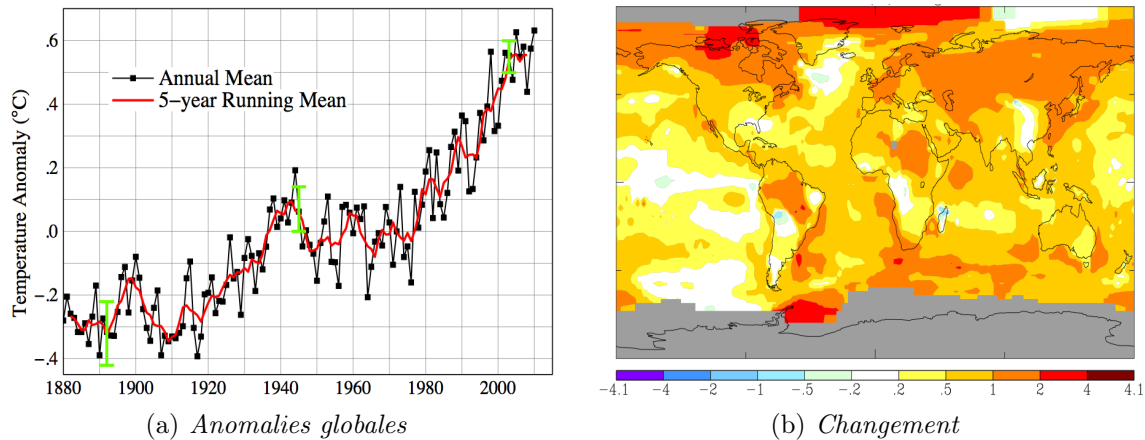 .6
.4
.2
.0
-.2
-.4
Temperature Anomaly (°C)
Annual Mean
5-year Running Mean
1880 1900 1920 1940 1960 1980 2000
(a) Anomalies globales
-4.1 -4 -2 -1 -.5 -.2 .2 .5 1 2 4 4.1
(b) Changement